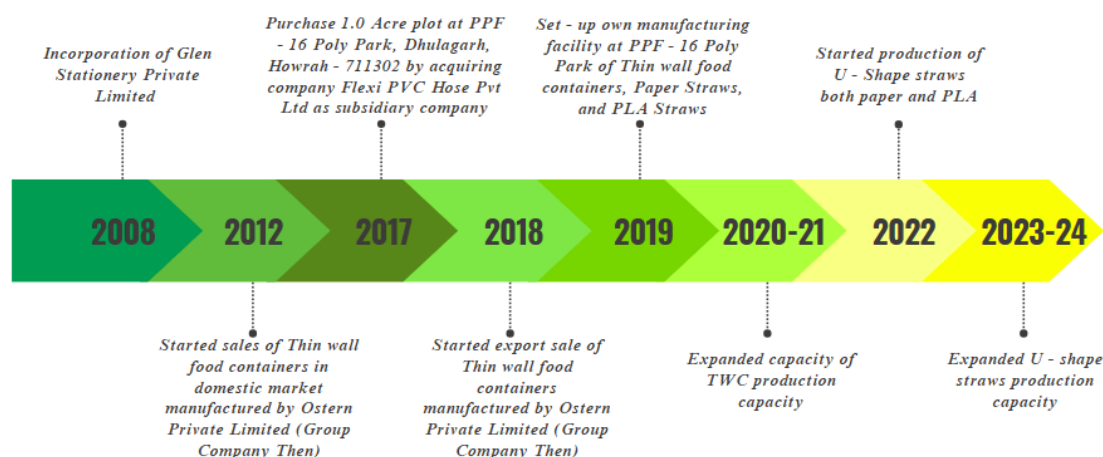 Incorporation of Glen
Stationery Private
Limited
Purchase 1.0 Acre plot at PPF
- 16 Poly Park, Dhulagarh,
Howrah - 711302 by acquiring
company Flexi PVC Hose Pvt
Ltd as subsidiary company
Set - up own manufacturing
facility at PPF - 16 Poly
Park of Thin wall food
containers, Paper Straws,
and PLA Straws
Started production of
U - Shape straws
both paper and PLA
2008
2012
2017
2018
2019
2020-21
2022
2023-24
Started sales of Thin wall
food containers in
domestic market
manufactured by Ostern
Private Limited (Group
Company Then)
Started export sale of
Thin wall food
containers
manufactured by Ostern
Private Limited (Group
Company Then)
Expanded capacity of
TWC production
capacity
Expanded U - shape
straws production
capacity